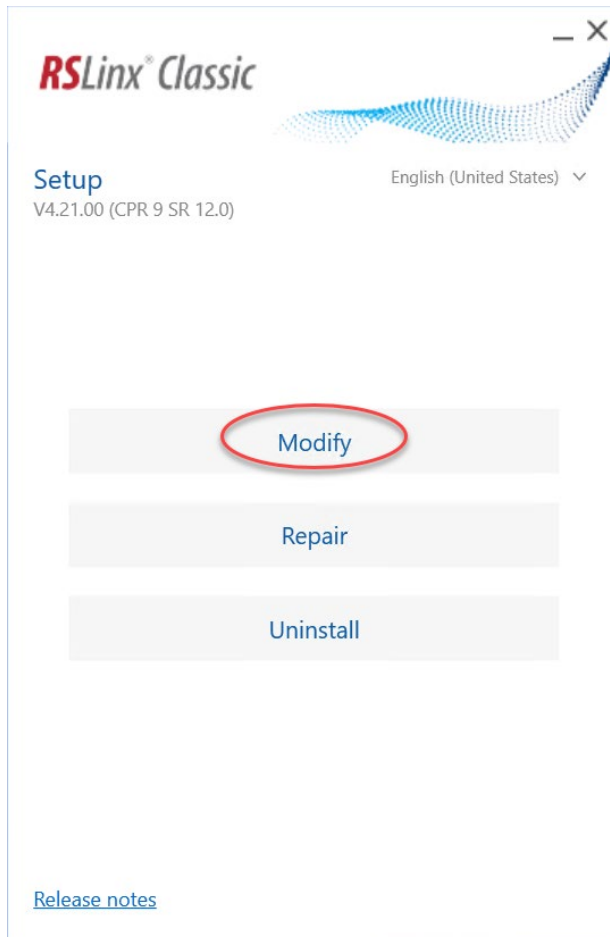 RSLinx® Classic
Setup
English (United States)
V4.21.00 (CPR 9 SR 12.0)
Modify
Repair
Uninstall
Release notes